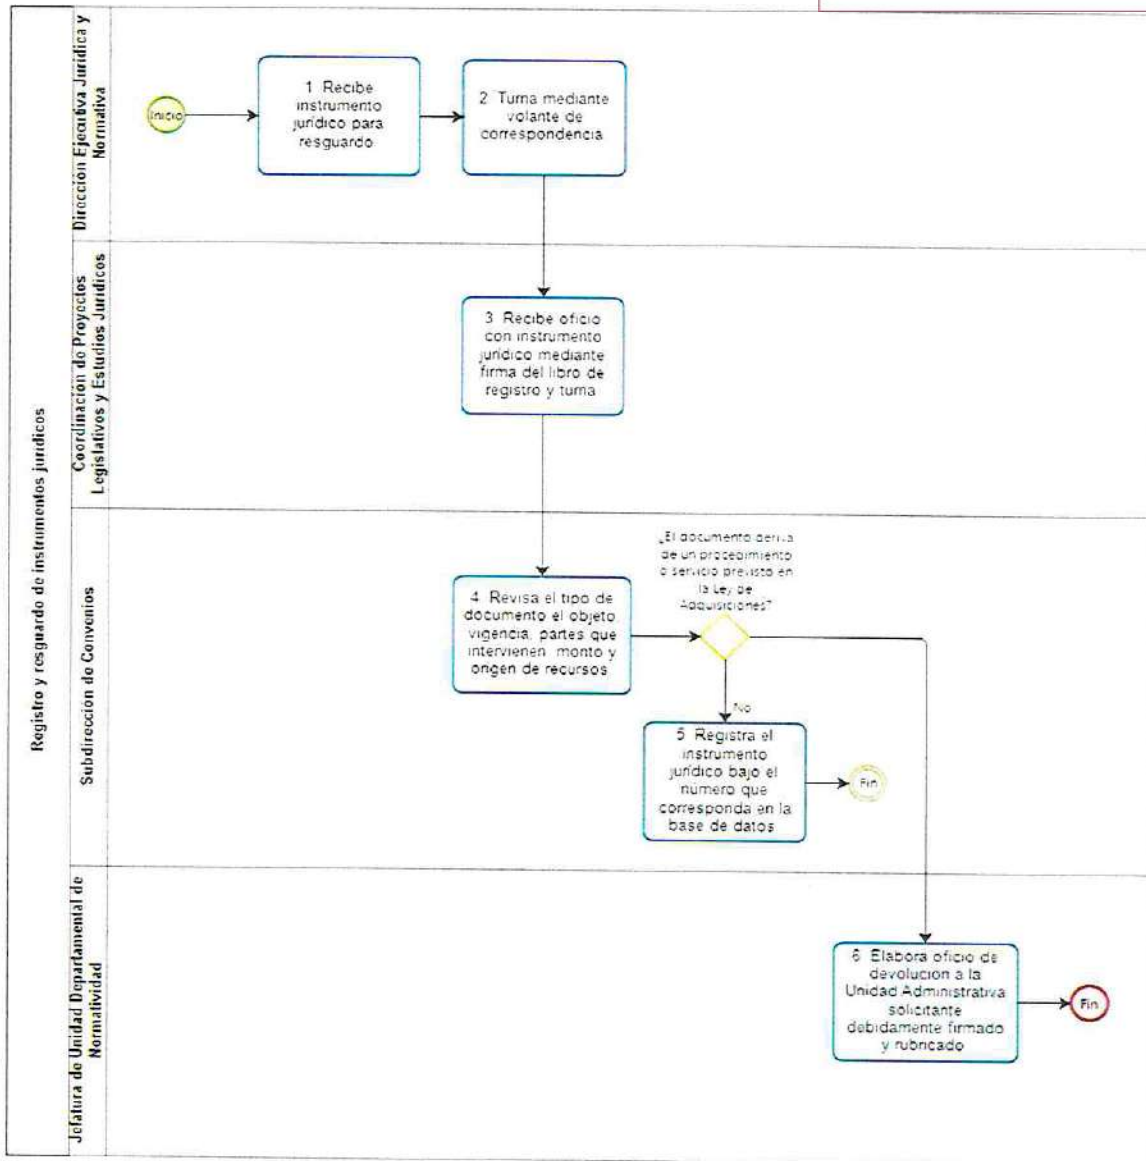 Registro y resguardo de instrumentos jurídicos
Dirección Ejecutiva Jurídica y
Normativa
Inicio
1 Recibe
instrumento
jurídico para
resguardo
2 Turna mediante
volante de
correspondencia
Coordinación de Proyectos
Legislativos y Estudios Jurídicos
3 Recibe oficio
con instrumento
jurídico mediante
firma del libro de
registro y turna
Subdirección de Convenios
4 Revisa el tipo de
documento el objeto,
vigencia, partes que
intervienen monto y
origen de recursos
¿El documento deriva
de un procedimiento
o servicio previsto en
la Ley de
Adquisiciones?
No
5 Registra el
instrumento
jurídico bajo el
número que
corresponda en la
base de datos
Fin
Jefatura de Unidad Departamental de
Normatividad
6 Elabora oficio de
devolución a la
Unidad Administrativa
solicitante
debidamente firmado
y rubricado
Fin